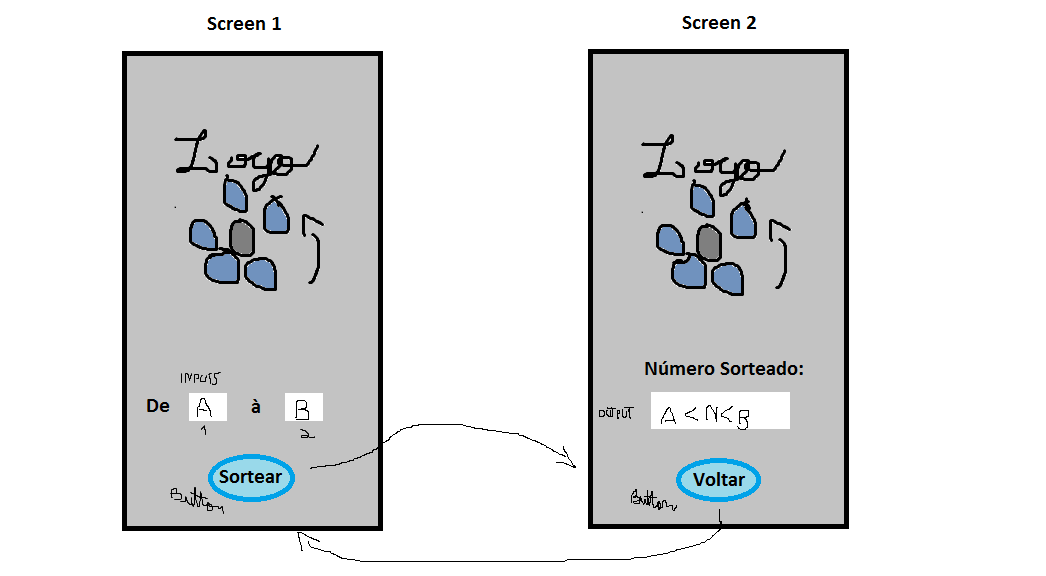 Screen 1
Logo
INPUTS
De A à B
1 2
Sortear
Button
Screen 2
Logo
Número Sorteado:
OUTPUT A < N < B
Voltar
Button